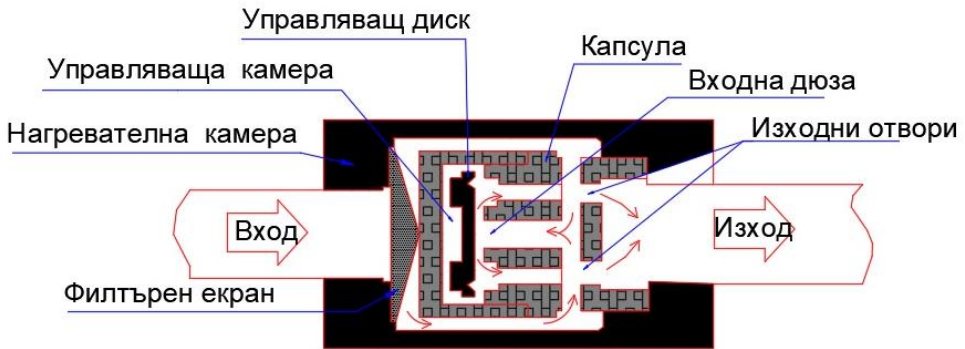 Управляващ диск
Капсула
Управляваща камера
Входна дюза
Нагревателна камера
Изходни отвори
Вход
Изход
Филтърен екран